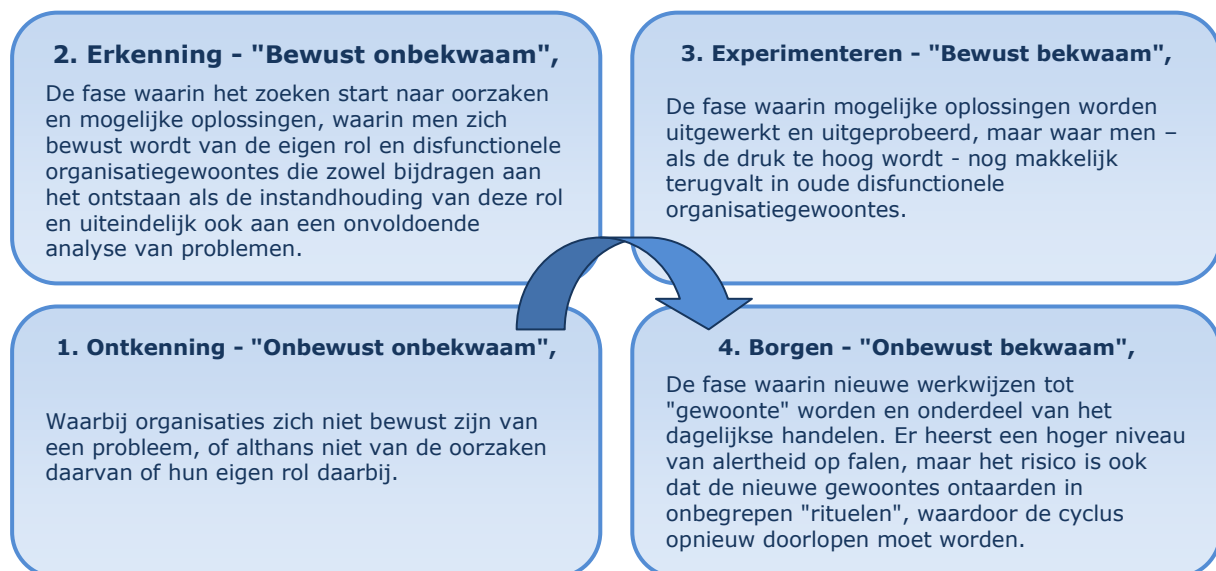 2. Erkenning - "Bewust onbekwaam",
De fase waarin het zoeken start naar oorzaken
en mogelijke oplossingen, waarin men zich
bewust wordt van de eigen rol en disfunctionele
organisatiegewoontes die zowel bijdragen aan
het ontstaan als de instandhouding van deze rol
en uiteindelijk ook aan een onvoldoende
analyse van problemen.
3. Experimenteren - "Bewust bekwaam",
De fase waarin mogelijke oplossingen worden
uitgewerkt en uitgeprobeerd, maar waar men –
als de druk te hoog wordt - nog makkelijk
terugvalt in oude disfunctionele
organisatiegewoontes.
1. Ontkenning - "Onbewust onbekwaam",
Waarbij organisaties zich niet bewust zijn van
een probleem, of althans niet van de oorzaken
daarvan of hun eigen rol daarbij.
4. Borgen - "Onbewust bekwaam",
De fase waarin nieuwe werkwijzen tot
"gewoonte" worden en onderdeel van het
dagelijkse handelen. Er heerst een hoger niveau
van alertheid op falen, maar het risico is ook
dat de nieuwe gewoontes ontaarden in
onbegrepen "rituelen", waardoor de cyclus
opnieuw doorlopen moet worden.